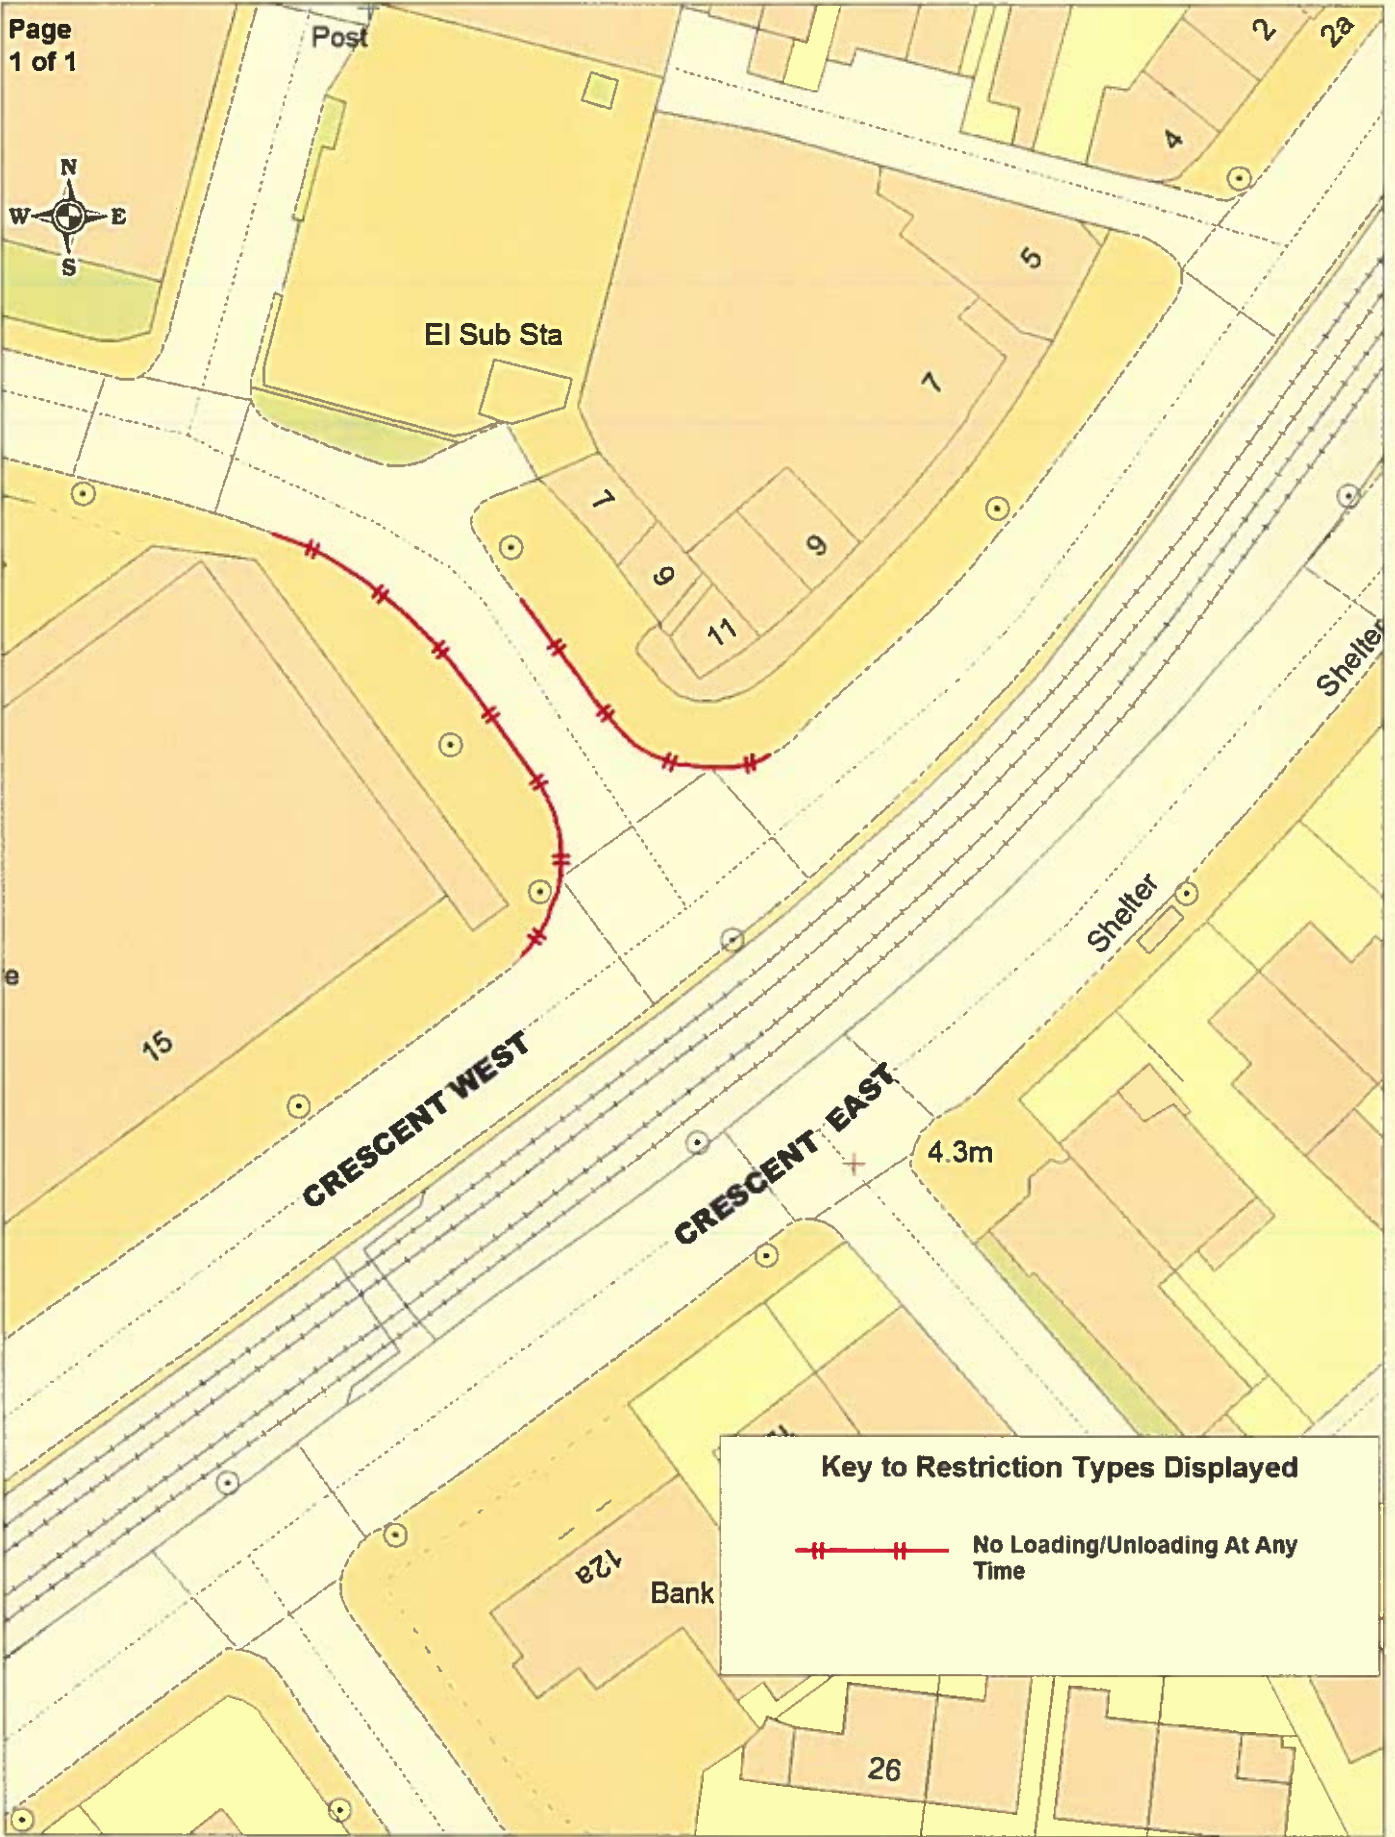 Page
1 of 1
Post
2
2a
N
W E
S
4
5
El Sub Sta
7
7
9
9
11
Shelter
Shelter
e
15
CRESCENT WEST
CRESCENT EAST
4.3m
Key to Restriction Types Displayed
No Loading/Unloading At Any
Time
12a
Bank
26